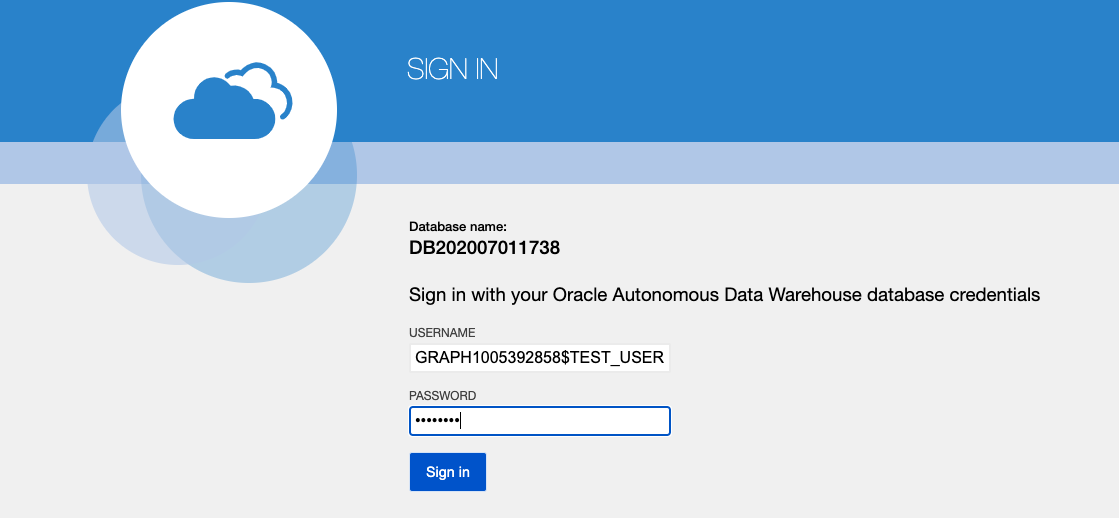 SIGN IN
Database name:
DB202007011738
Sign in with your Oracle Autonomous Data Warehouse database credentials
USERNAME
GRAPH1005392858$TEST_USER
PASSWORD
••••••••
Sign in